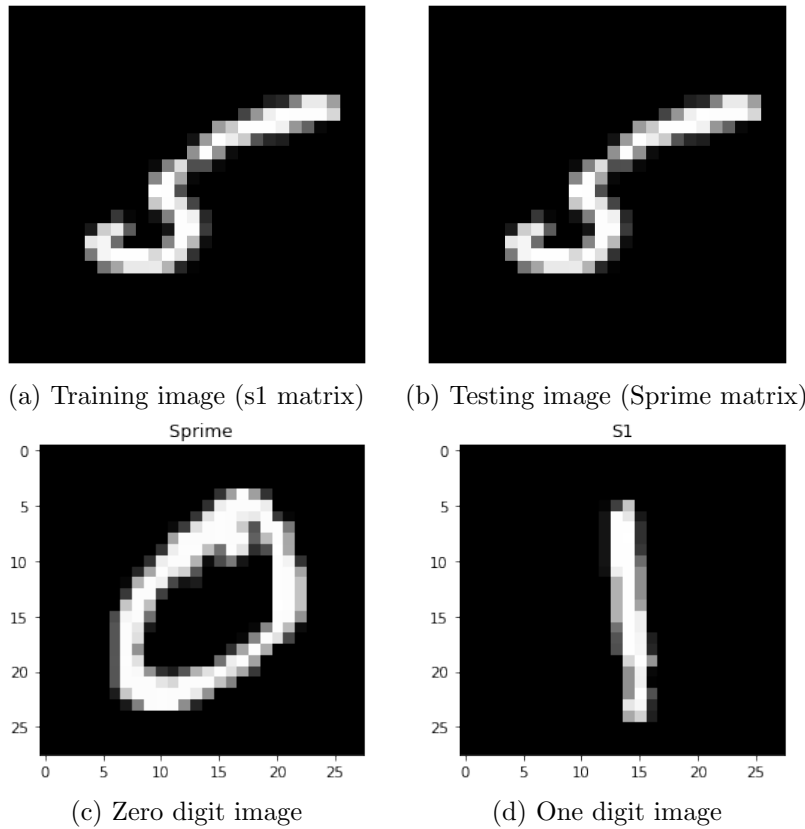 (a) Training image (s1 matrix)
(b) Testing image (Sprime matrix)
Sprime
0
5
10
15
20
25
0 5 10 15 20 25
(c) Zero digit image
S1
0
5
10
15
20
25
0 5 10 15 20 25
(d) One digit image